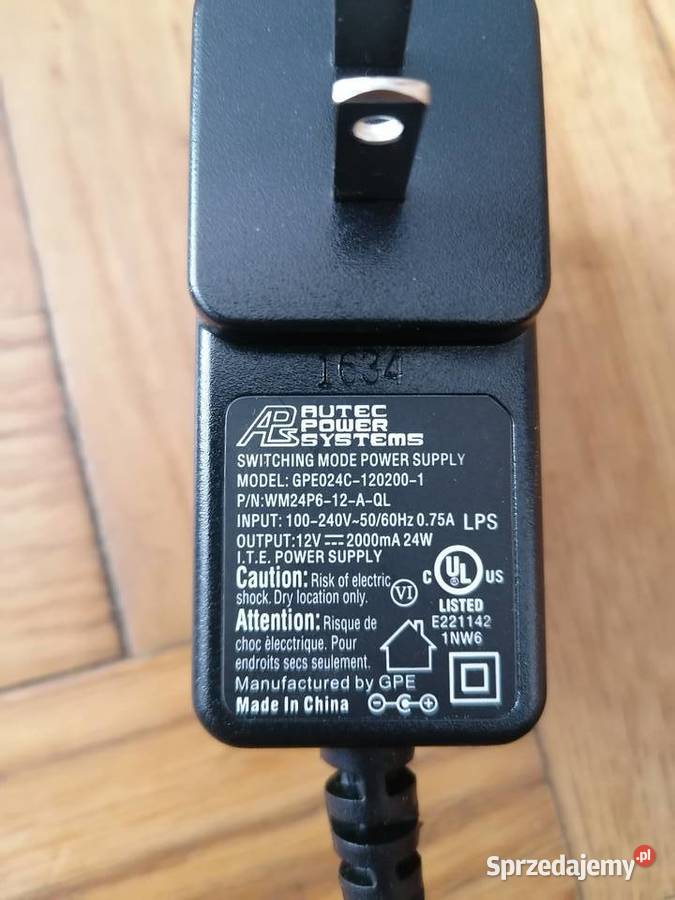 1634
APS AUTEC
POWER
SYSTEMS
SWITCHING MODE POWER SUPPLY
MODEL: GPE024C-120200-1
P/N:WM24P6-12-A-QL
INPUT: 100-240V~50/60Hz 0.75A LPS
OUTPUT:12V⎓2000mA 24W
I.T.E. POWER SUPPLY
Caution: Risk of electric
shock. Dry location only.
VI
C UL US
LISTED
E221142
1NW6
Attention: Risque de
choc èlecctrique. Pour
endroits secs seulement.
Manufactured by GPE
Made In China
Sprzedajemy.pl